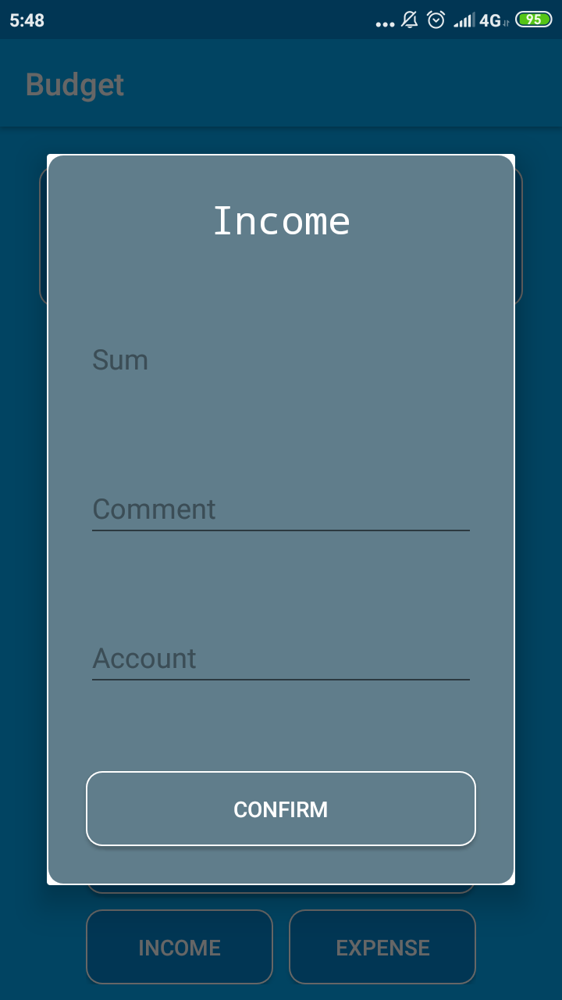 5:48 4G 95
Budget
Income
Sum
Comment
Account
CONFIRM
INCOME EXPENSE